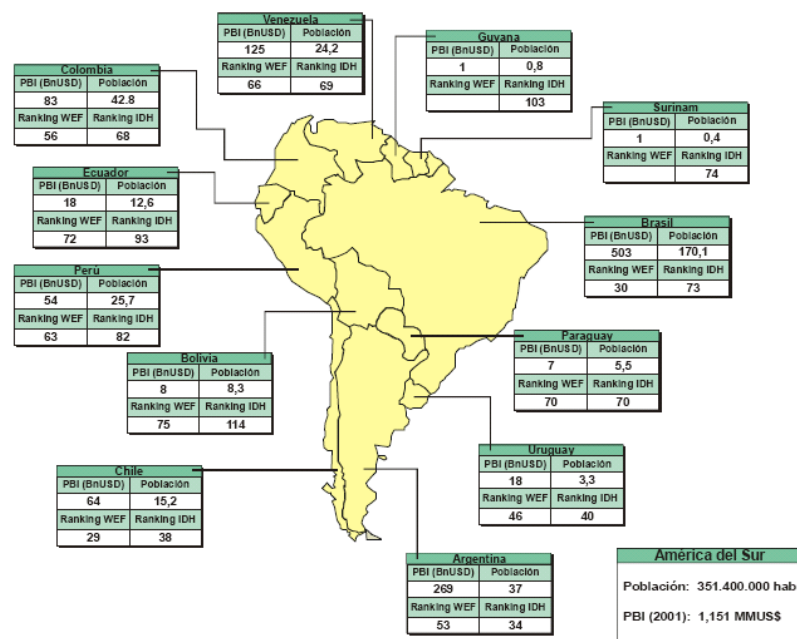 Venezuela
PBI (BnUSD) Población
125 24,2
Ranking WEF Ranking IDH
66 69
Guyana
PBI (BnUSD) Población
1 0,8
Ranking WEF Ranking IDH
103
Colombia
PBI (BnUSD) Población
83 42.8
Ranking WEF Ranking IDH
56 68
Surinam
PBI (BnUSD) Población
1 0,4
Ranking WEF Ranking IDH
74
Ecuador
PBI (BnUSD) Población
18 12,6
Ranking WEF Ranking IDH
72 93
Brasil
PBI (BnUSD) Población
503 170,1
Ranking WEF Ranking IDH
30 73
Perú
PBI (BnUSD) Población
54 25,7
Ranking WEF Ranking IDH
63 82
Paraguay
PBI (BnUSD) Población
7 5,5
Ranking WEF Ranking IDH
70 70
Bolivia
PBI (BnUSD) Población
8 8,3
Ranking WEF Ranking IDH
75 114
Uruguay
PBI (BnUSD) Población
18 3,3
Ranking WEF Ranking IDH
46 40
Chile
PBI (BnUSD) Población
64 15,2
Ranking WEF Ranking IDH
29 38
Argentina
PBI (BnUSD) Población
269 37
Ranking WEF Ranking IDH
53 34
América del Sur
Población: 351.400.000 hab
PBI (2001): 1,151 MMUS$